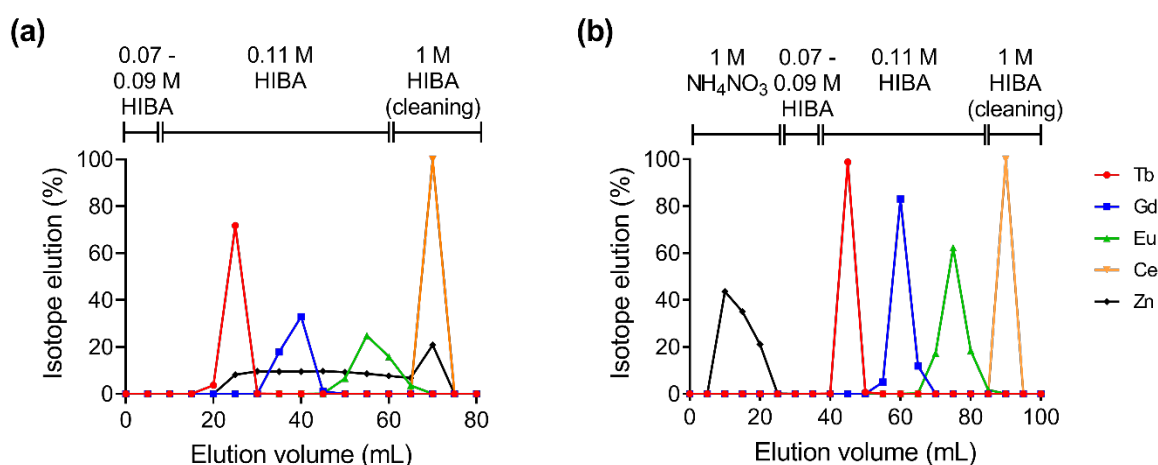 (a)
0.07 -
0.09 M
HIBA
0.11 M
HIBA
1 M
HIBA
(cleaning)
Isotope elution (%)
100
80
60
40
20
0
0 20 40 60 80
Elution volume (mL)
(b)
1 M
NH₄NO₃
0.07 -
0.09 M
HIBA
0.11 M
HIBA
1 M
HIBA
(cleaning)
Isotope elution (%)
100
80
60
40
20
0
0 20 40 60 80 100
Elution volume (mL)
Tb
Gd
Eu
Ce
Zn